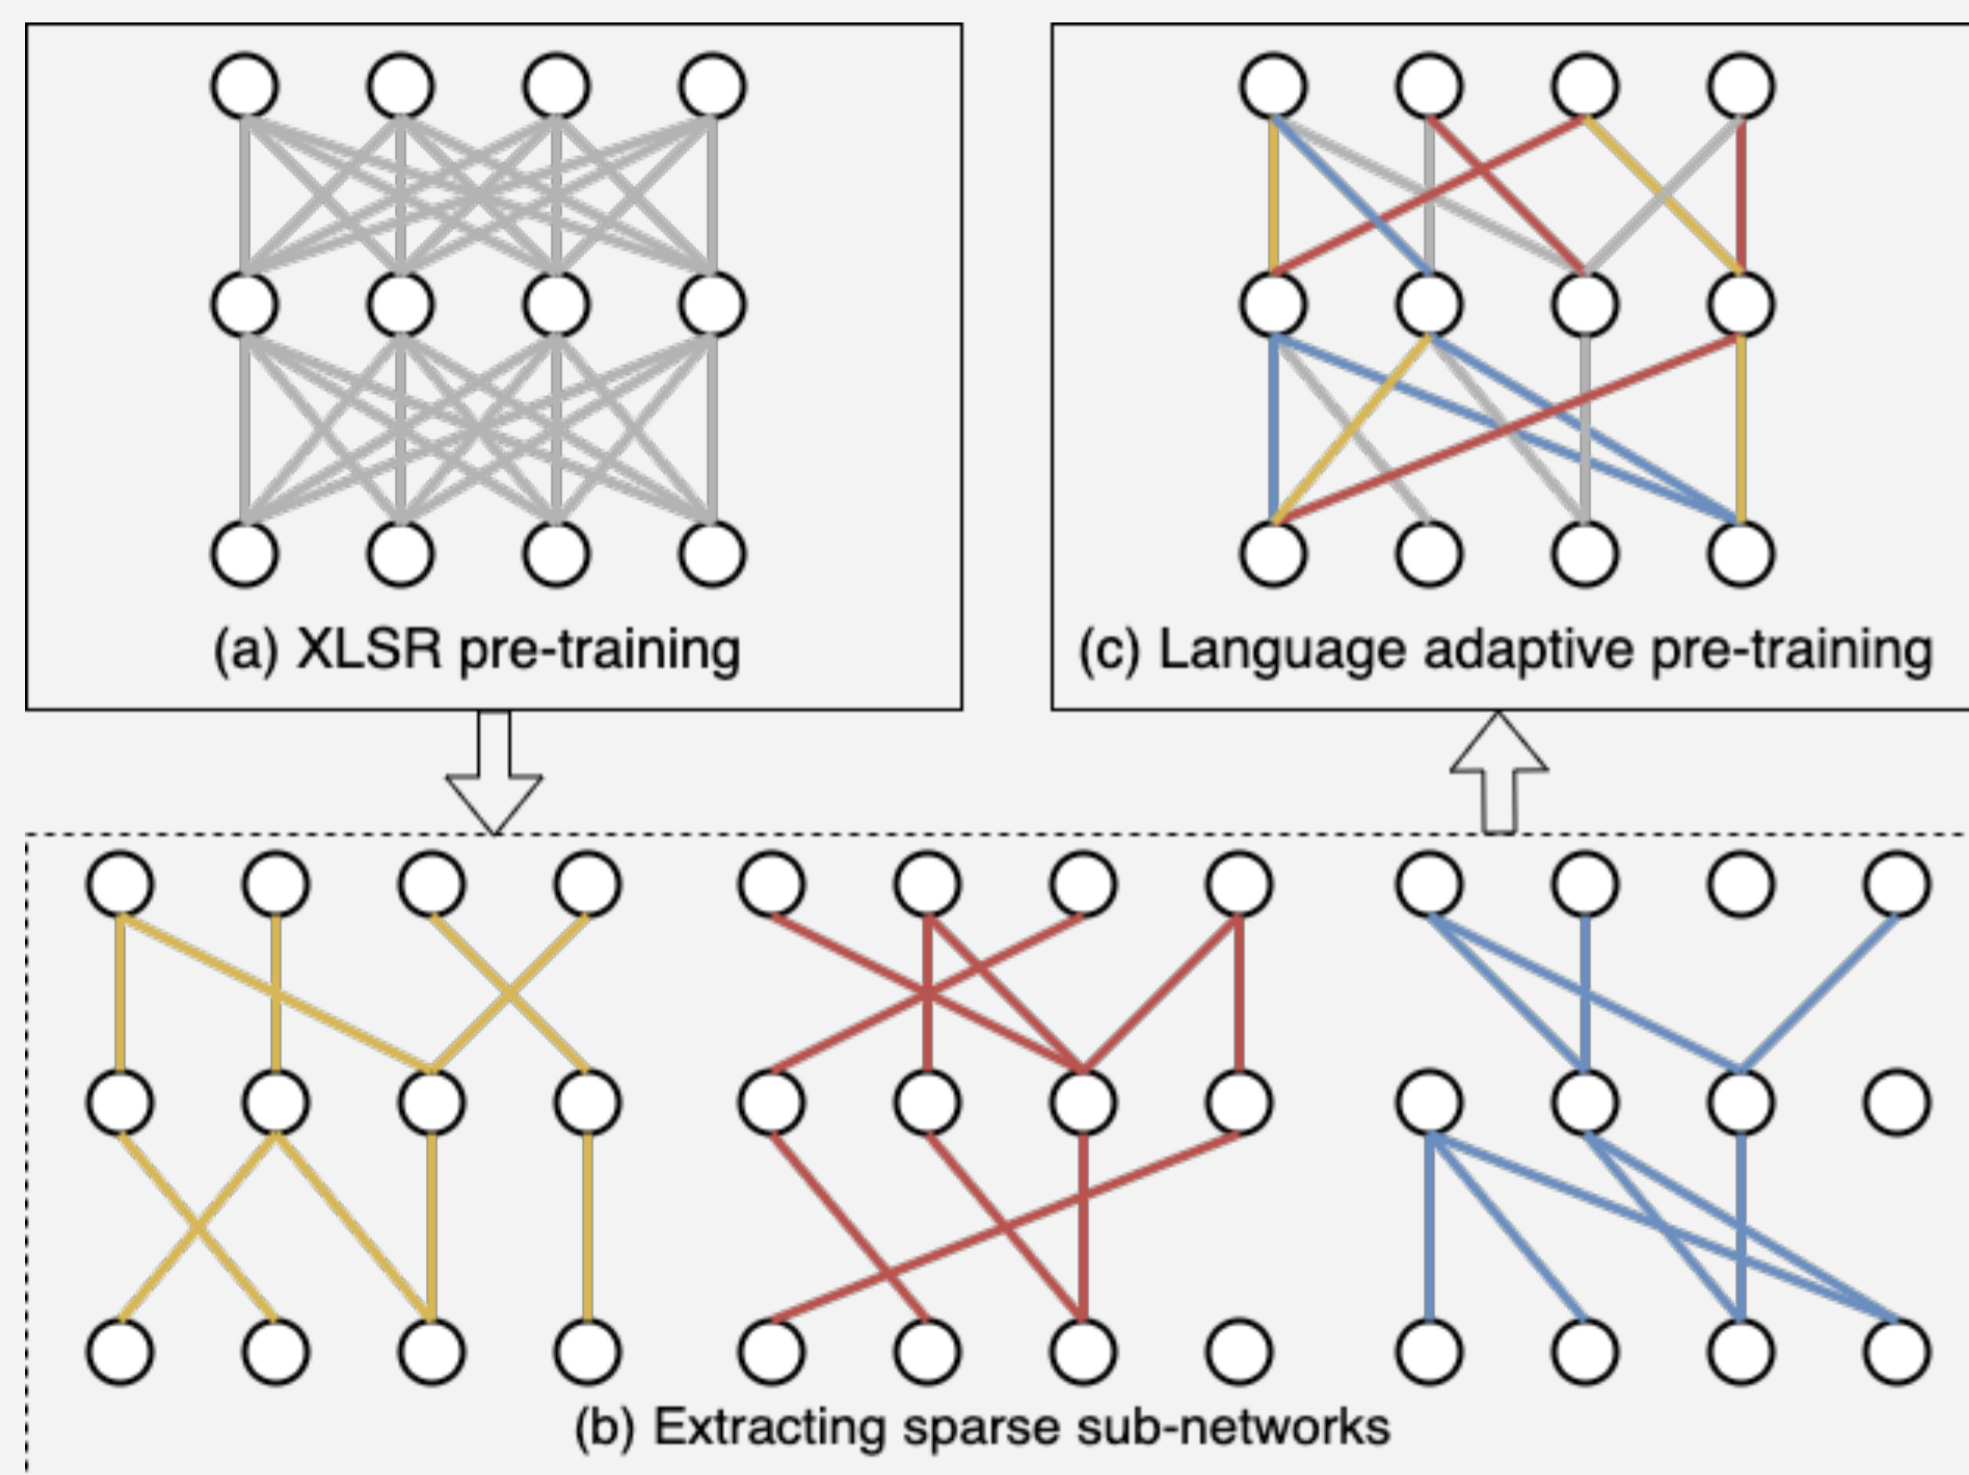 (a) XLSR pre-training
(c) Language adaptive pre-training
(b) Extracting sparse sub-networks